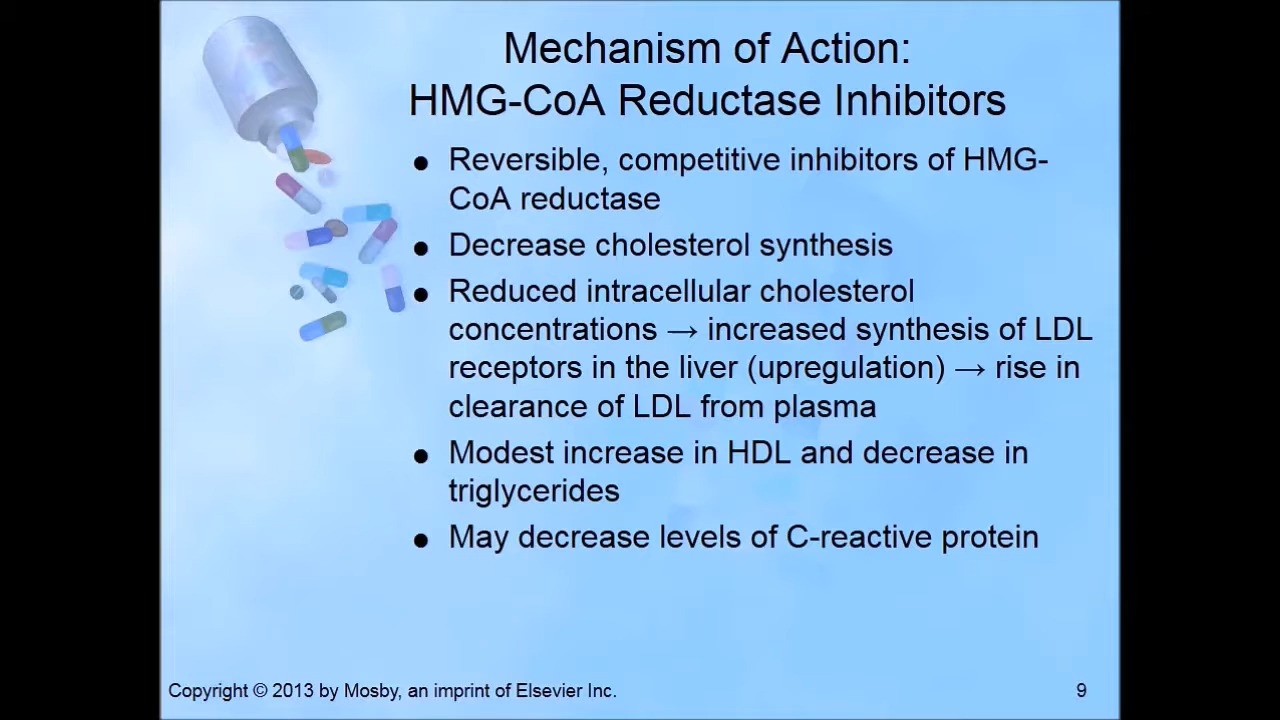 Mechanism of Action:
HMG-CoA Reductase Inhibitors
● Reversible, competitive inhibitors of HMG-
CoA reductase
● Decrease cholesterol synthesis
● Reduced intracellular cholesterol
concentrations → increased synthesis of LDL
receptors in the liver (upregulation) → rise in
clearance of LDL from plasma
● Modest increase in HDL and decrease in
triglycerides
● May decrease levels of C-reactive protein
Copyright © 2013 by Mosby, an imprint of Elsevier Inc.
9